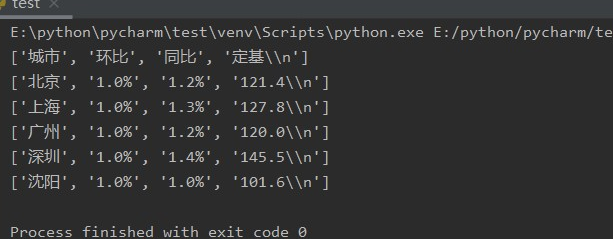 test ×
E:\python\pycharm\test\venv\Scripts\python.exe E:/python/pycharm/te
['城市', '环比', '同比', '定基\\n']
['北京', '1.0%', '1.2%', '121.4\\n']
['上海', '1.0%', '1.3%', '127.8\\n']
['广州', '1.0%', '1.2%', '120.0\\n']
['深圳', '1.0%', '1.4%', '145.5\\n']
['沈阳', '1.0%', '1.0%', '101.6\\n']
Process finished with exit code 0